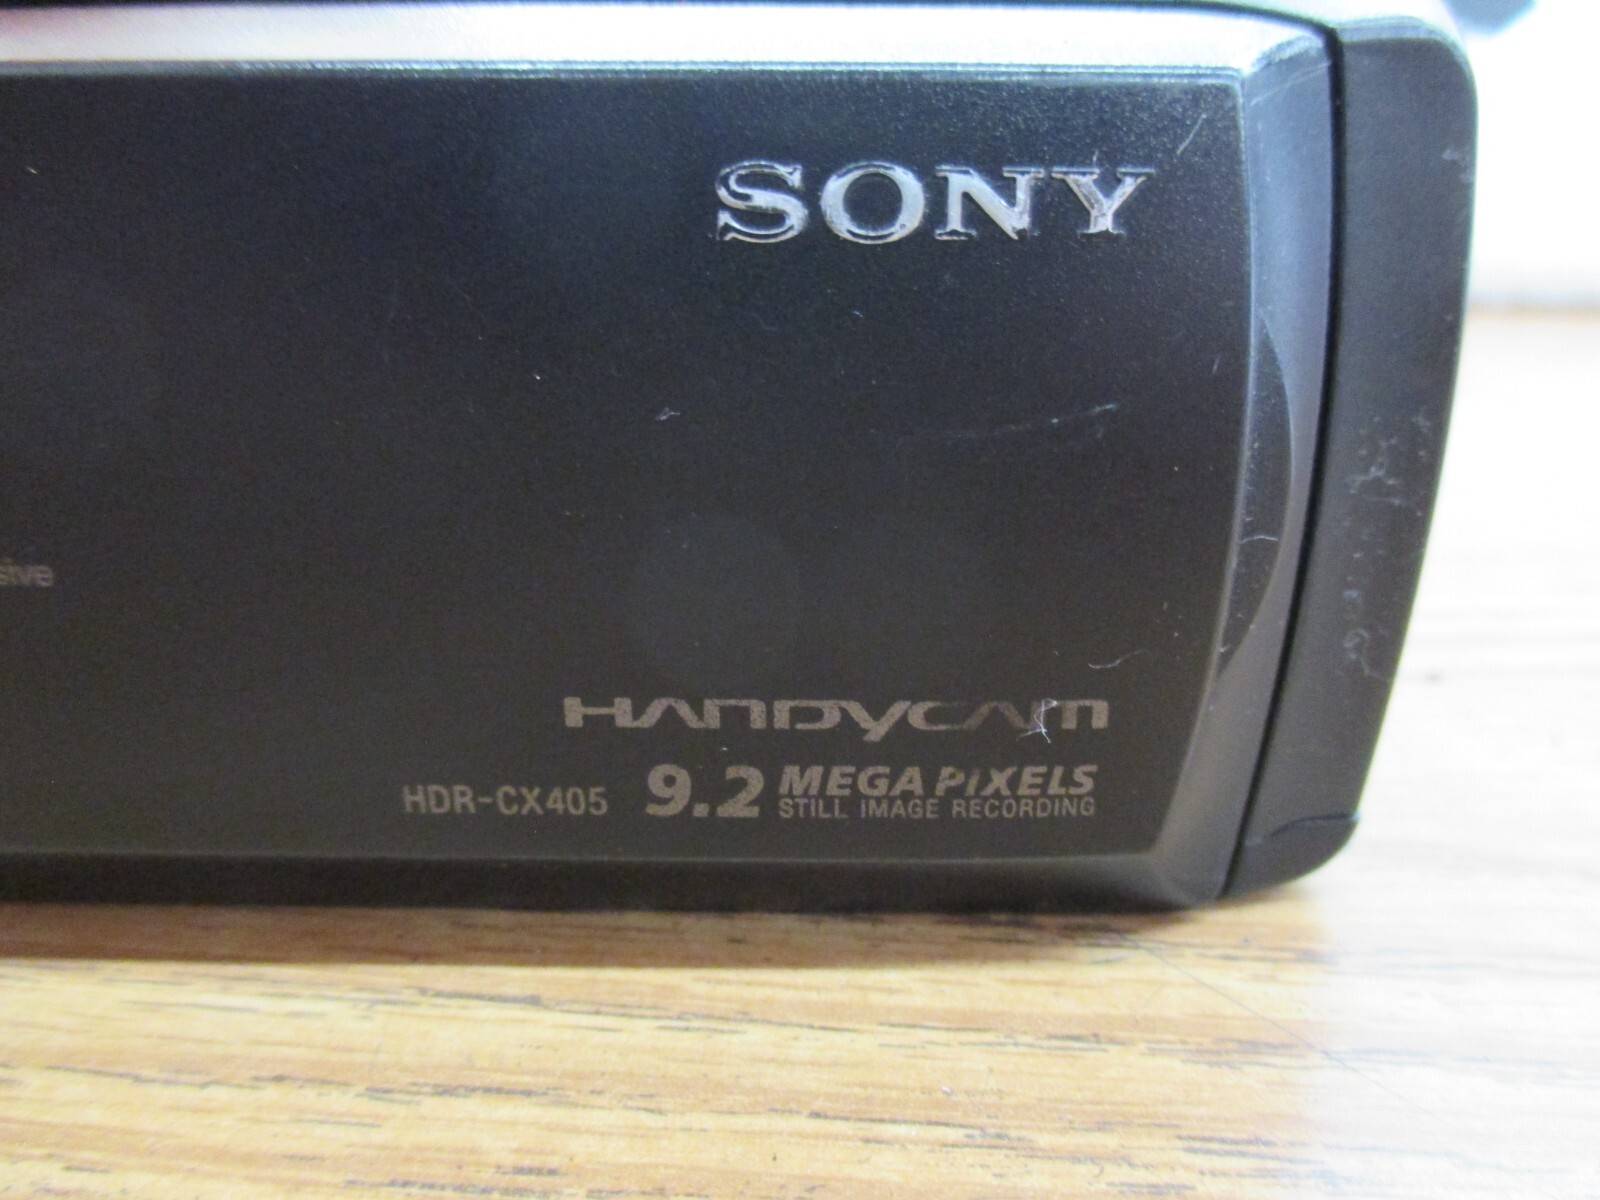 SONY
HANDYCAM
HDR-CX405 9.2 MEGA PIXELS
STILL IMAGE RECORDING